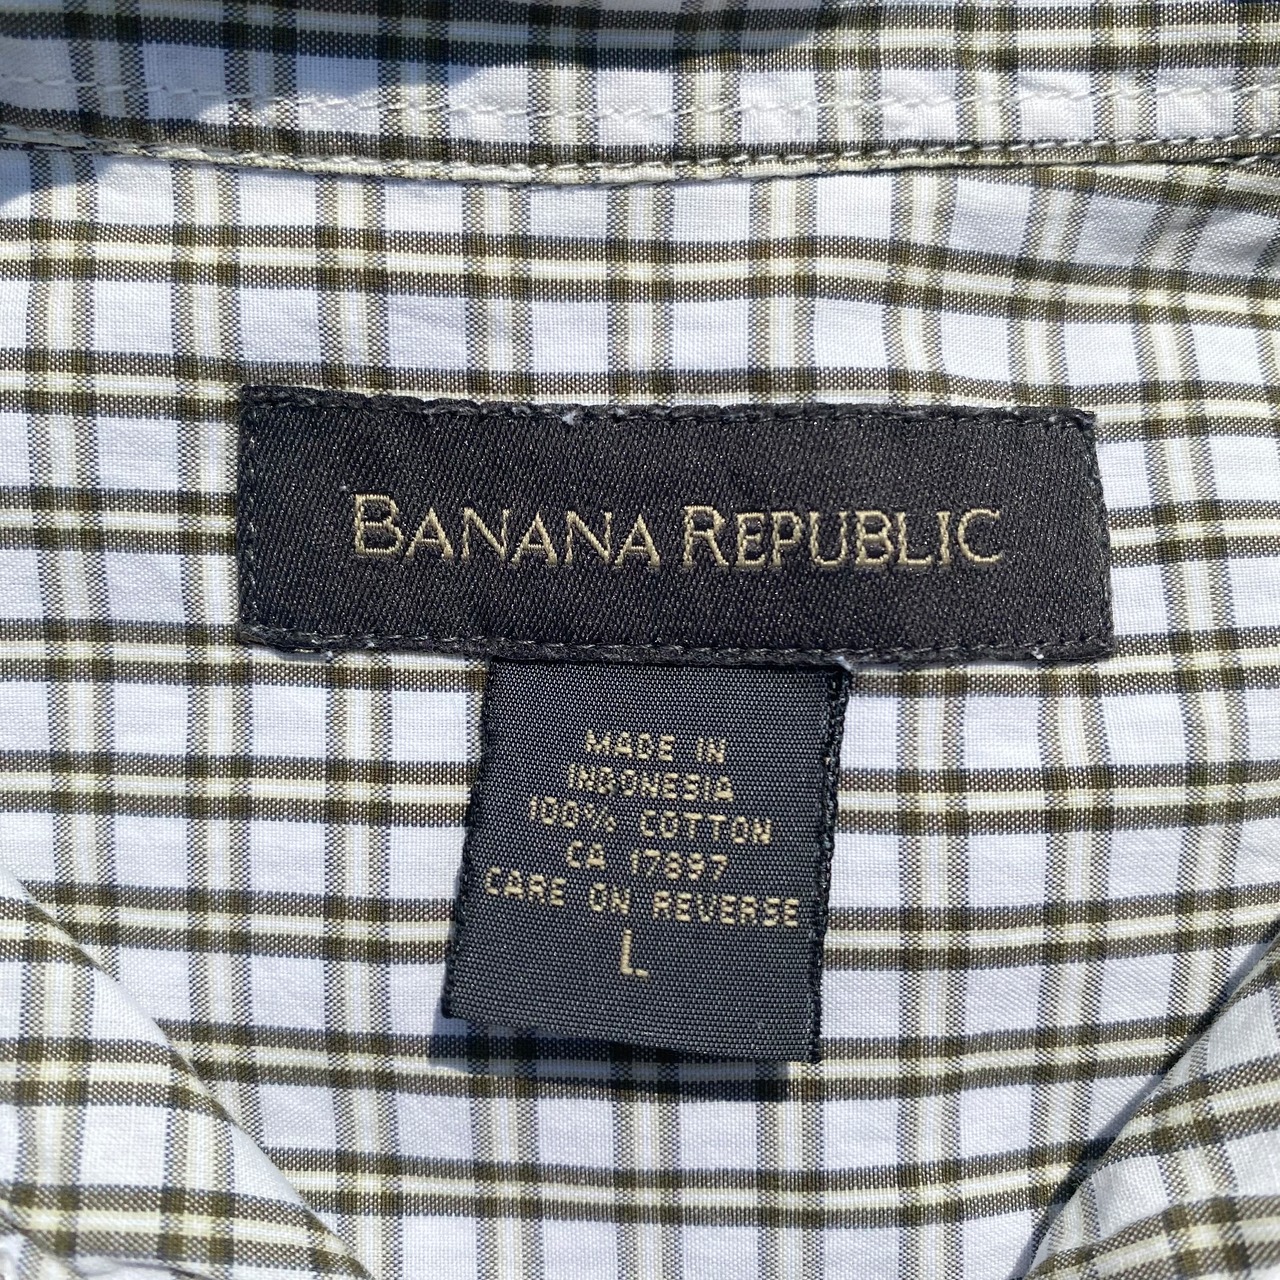 BANANA REPUBLIC
MADE IN
INDONESIA
100% COTTON
CA 17897
CARE ON REVERSE
L